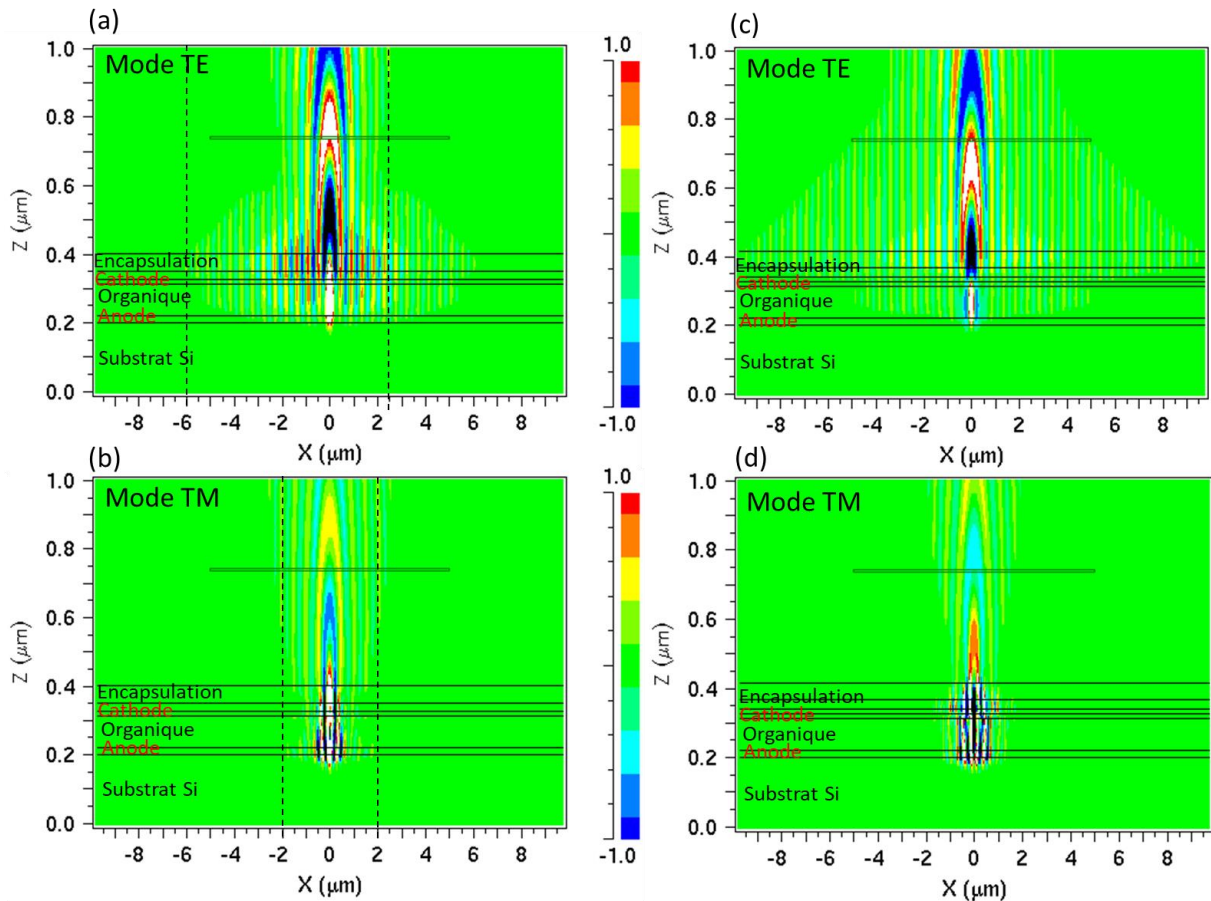 (a)
1.0
Mode TE
0.8
0.6
Z (μm)
0.4
Encapsulation
Cathode
Organique
0.2
Anode
Substrat Si
0.0
-8 -6 -4 -2 0 2 4 6 8
X (μm)
1.0
-1.0
(c)
1.0
Mode TE
0.8
0.6
Z (μm)
0.4
Encapsulation
Cathode
Organique
0.2
Anode
Substrat Si
0.0
-8 -6 -4 -2 0 2 4 6 8
X (μm)
(b)
1.0
Mode TM
0.8
0.6
Z (μm)
0.4
Encapsulation
Cathode
Organique
0.2
Anode
Substrat Si
0.0
-8 -6 -4 -2 0 2 4 6 8
X (μm)
1.0
-1.0
(d)
1.0
Mode TM
0.8
0.6
Z (μm)
0.4
Encapsulation
Cathode
Organique
0.2
Anode
Substrat Si
0.0
-8 -6 -4 -2 0 2 4 6 8
X (μm)